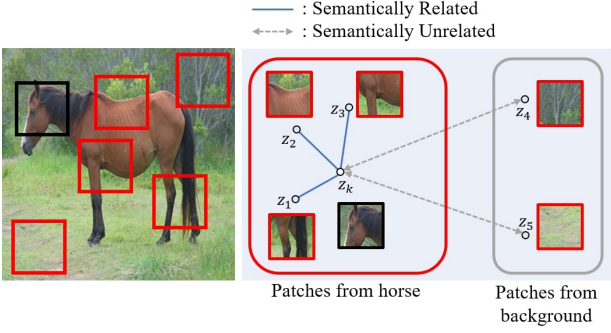 : Semantically Related
: Semantically Unrelated
z3
z2
zk
z1
z4
z5
Patches from horse
Patches from
background